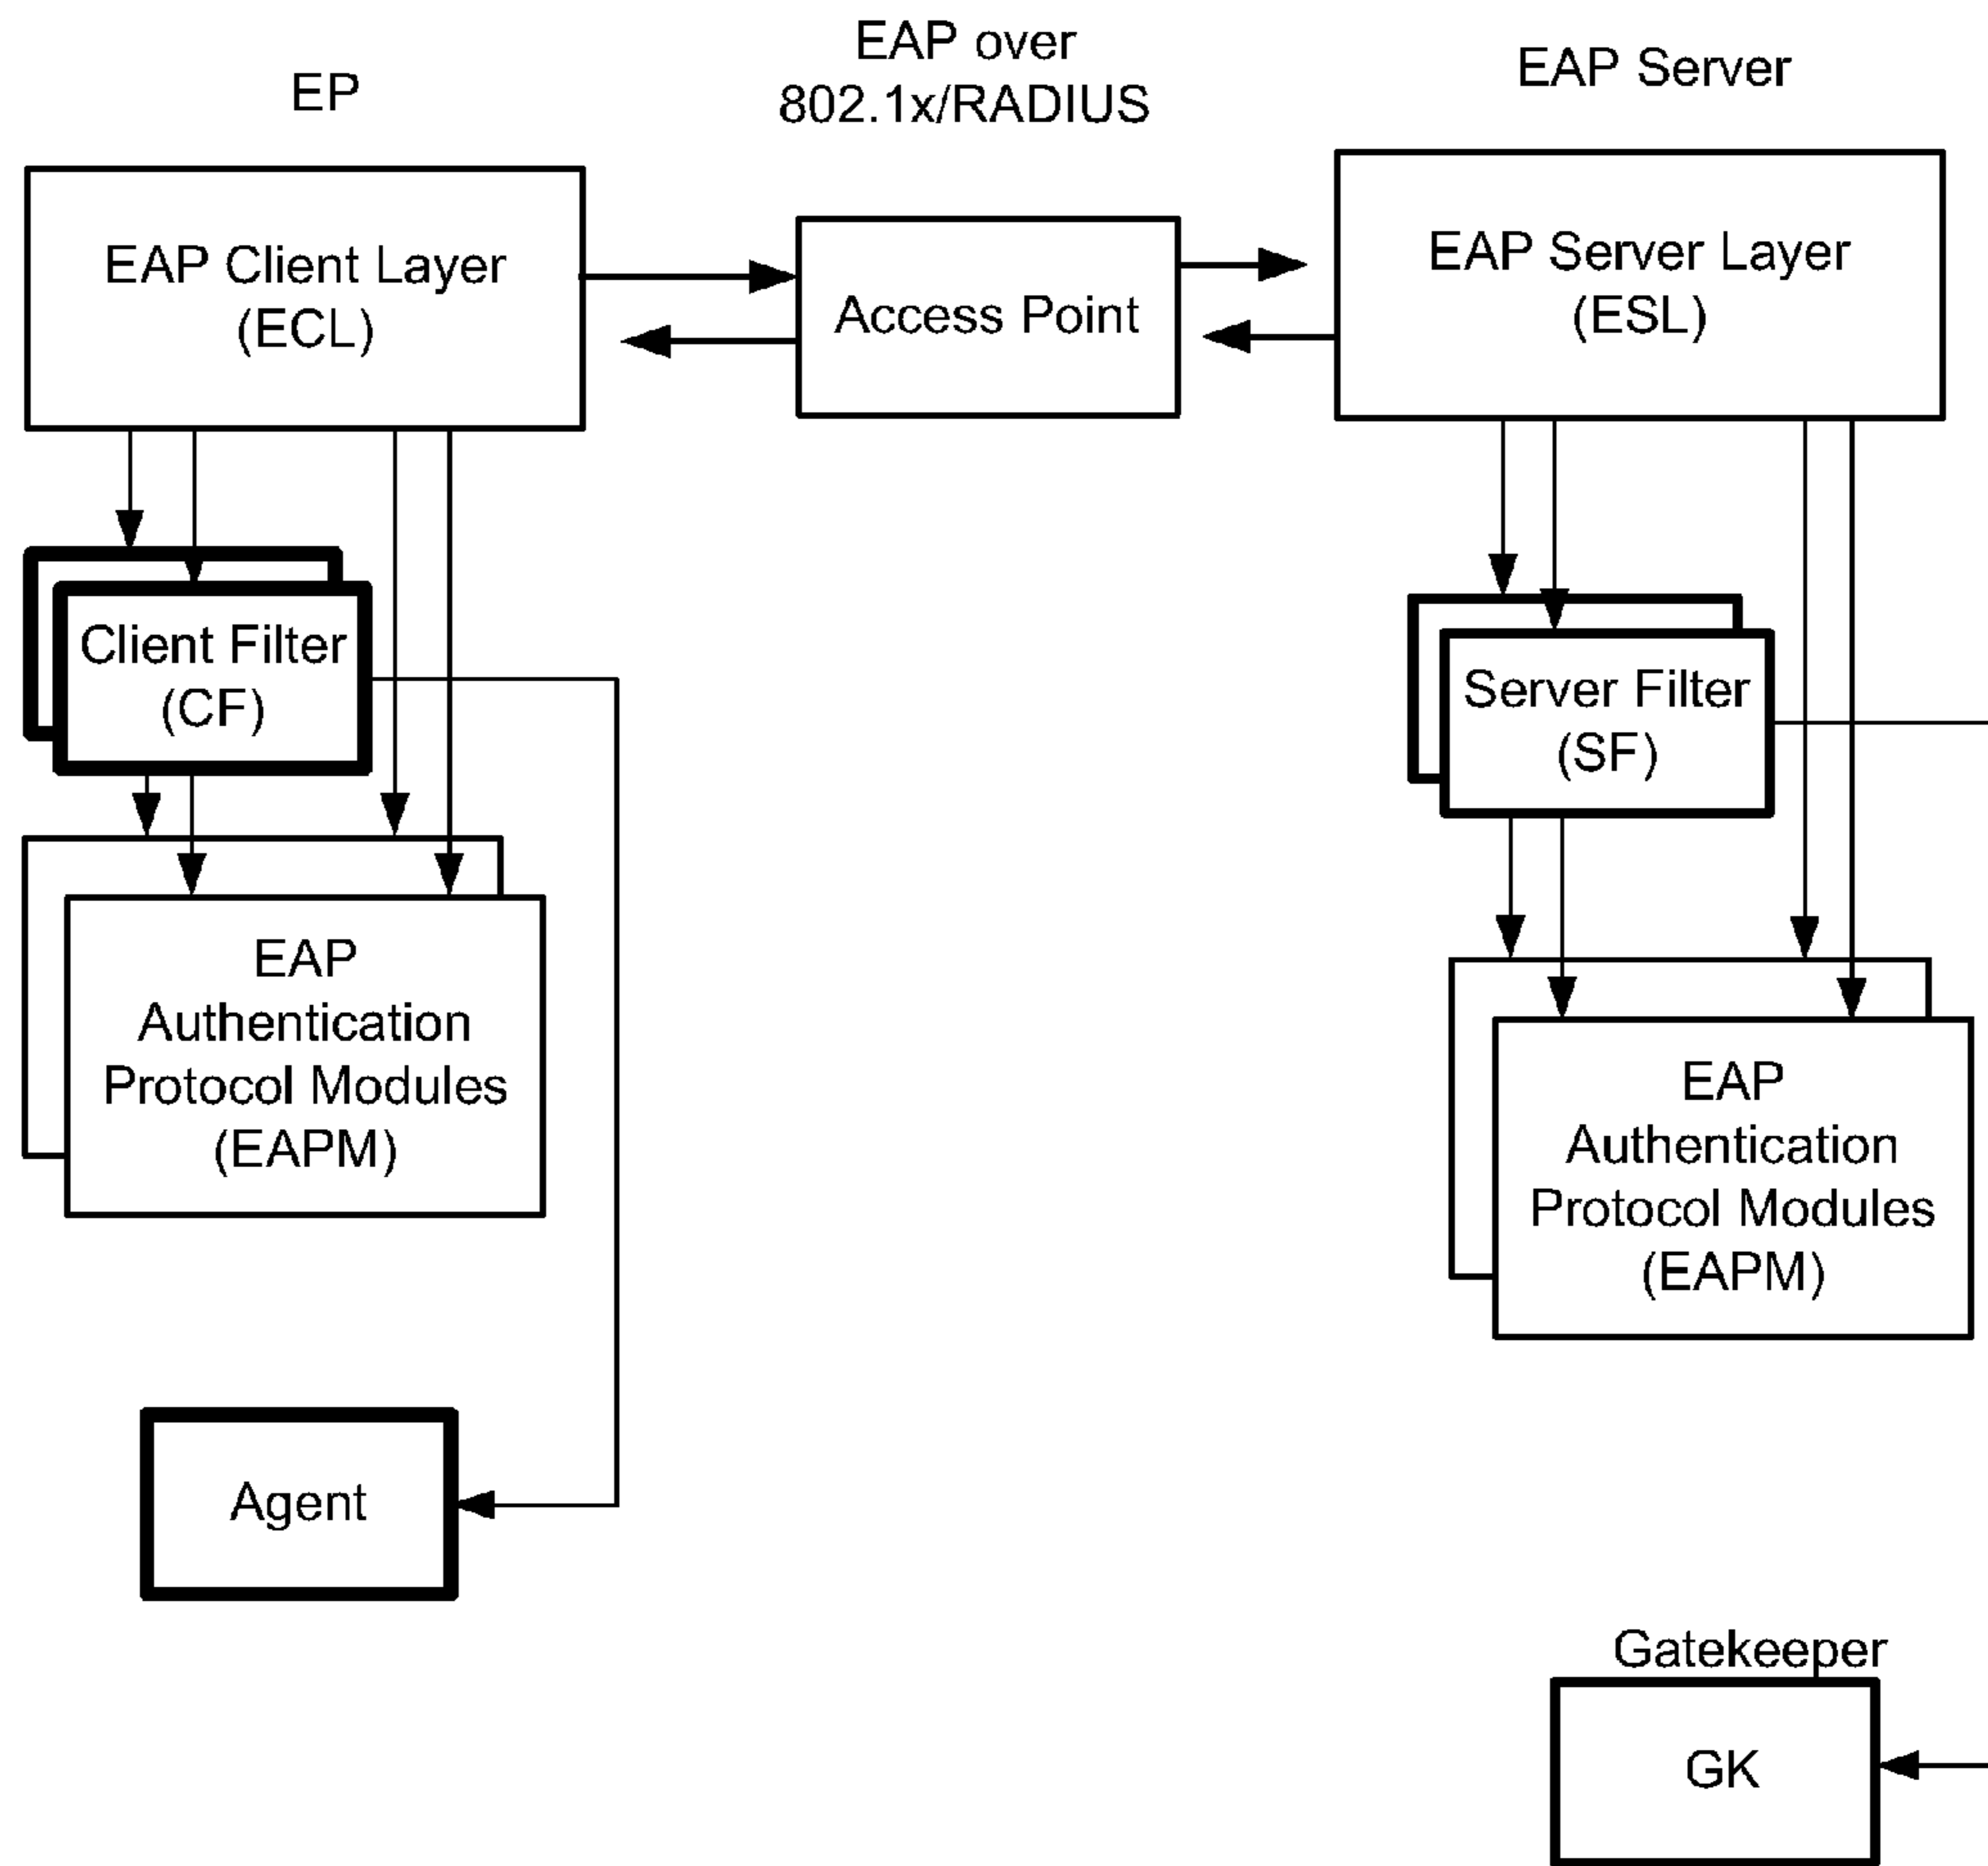 EP
EAP over
802.1x/RADIUS
EAP Server
EAP Client Layer
(ECL)
Access Point
EAP Server Layer
(ESL)
Client Filter
(CF)
Server Filter
(SF)
EAP
Authentication
Protocol Modules
(EAPM)
EAP
Authentication
Protocol Modules
(EAPM)
Agent
Gatekeeper
GK